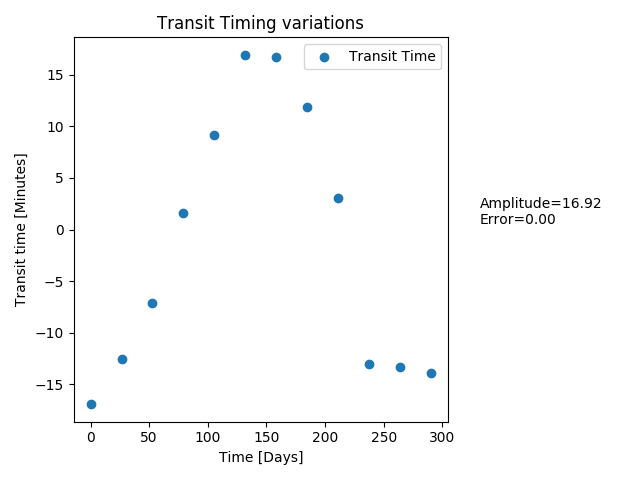 Transit Timing variations
Transit Time
Transit time [Minutes]
15
10
5
0
−5
−10
−15
Amplitude=16.92
Error=0.00
0 50 100 150 200 250 300
Time [Days]